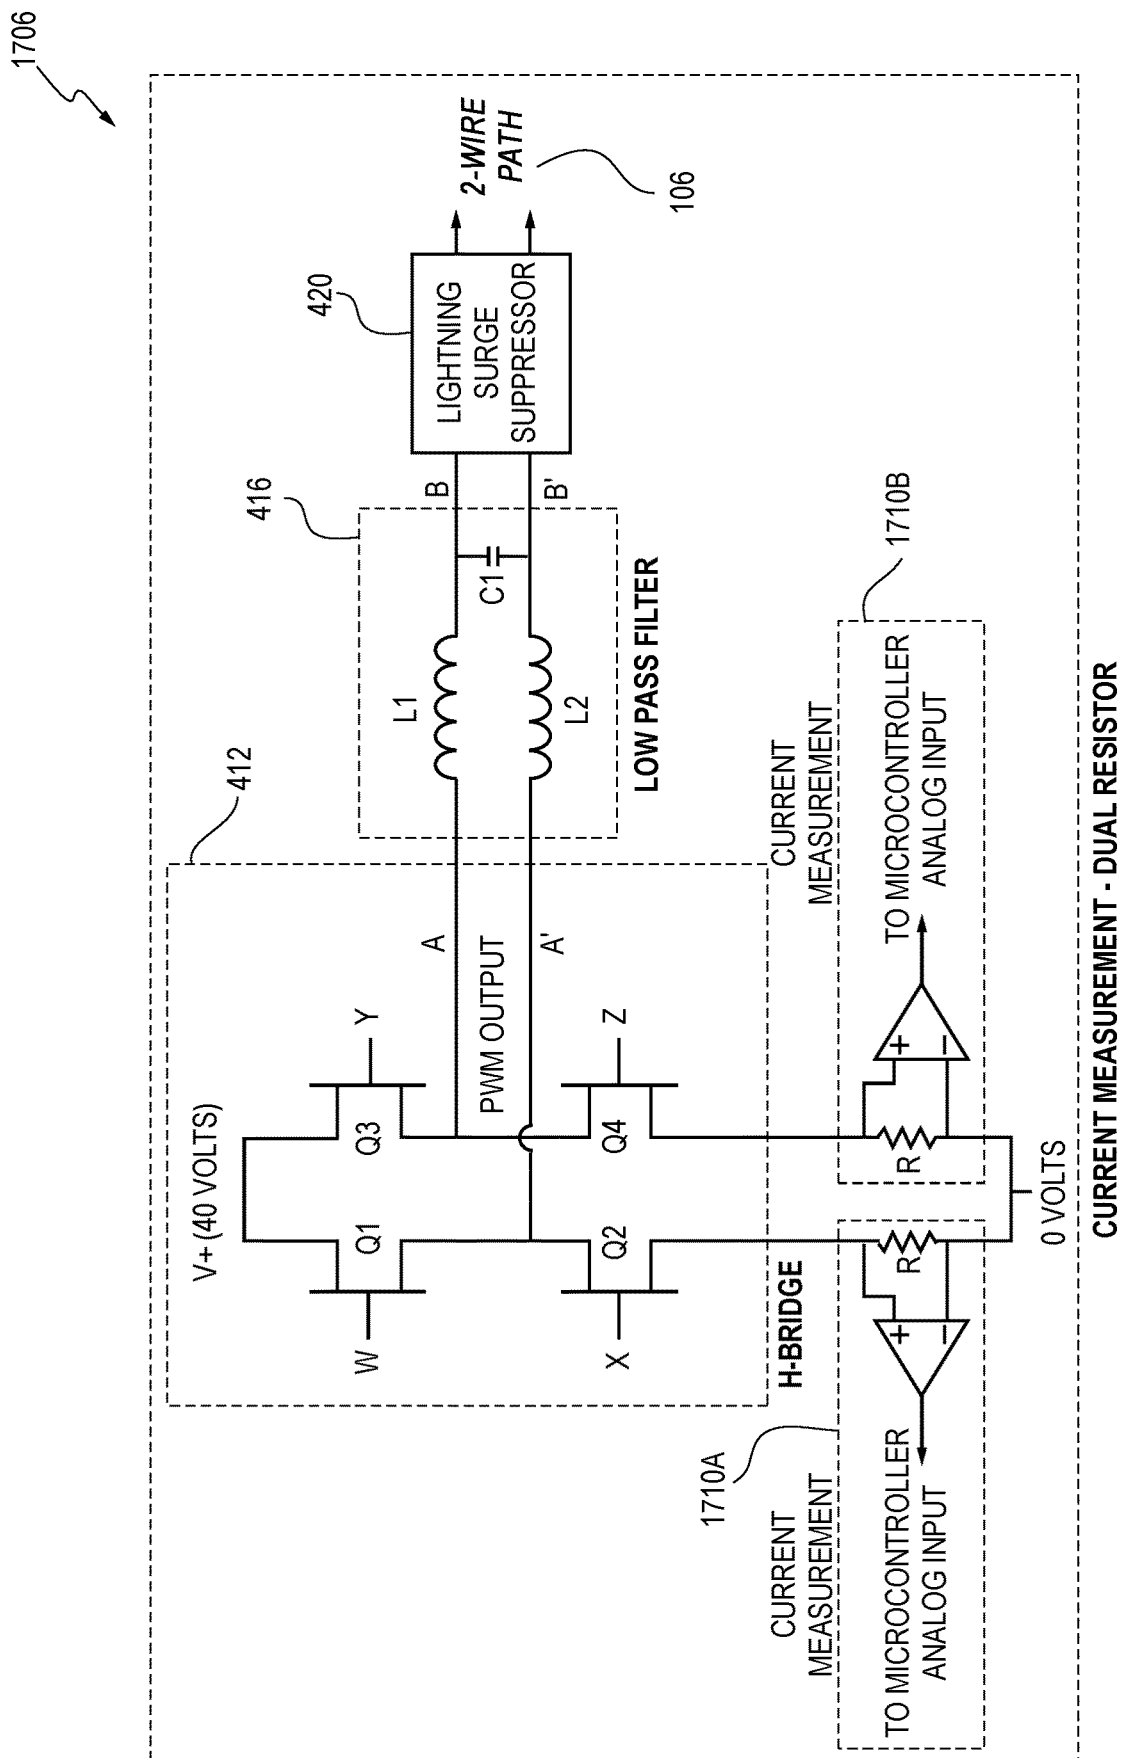 1706
412
V+ (40 VOLTS)
W
Q1
Q3
Y
A
PWM OUTPUT
A'
X
Q2
Q4
Z
H-BRIDGE
416
L1
L2
C1
B
B'
LOW PASS FILTER
420
LIGHTNING
SURGE
SUPPRESSOR
2-WIRE
PATH
106
1710A
CURRENT
MEASUREMENT
TO MICROCONTROLLER
ANALOG INPUT
+
−
R
0 VOLTS
CURRENT
MEASUREMENT
1710B
R
+
−
TO MICROCONTROLLER
ANALOG INPUT
CURRENT MEASUREMENT - DUAL RESISTOR